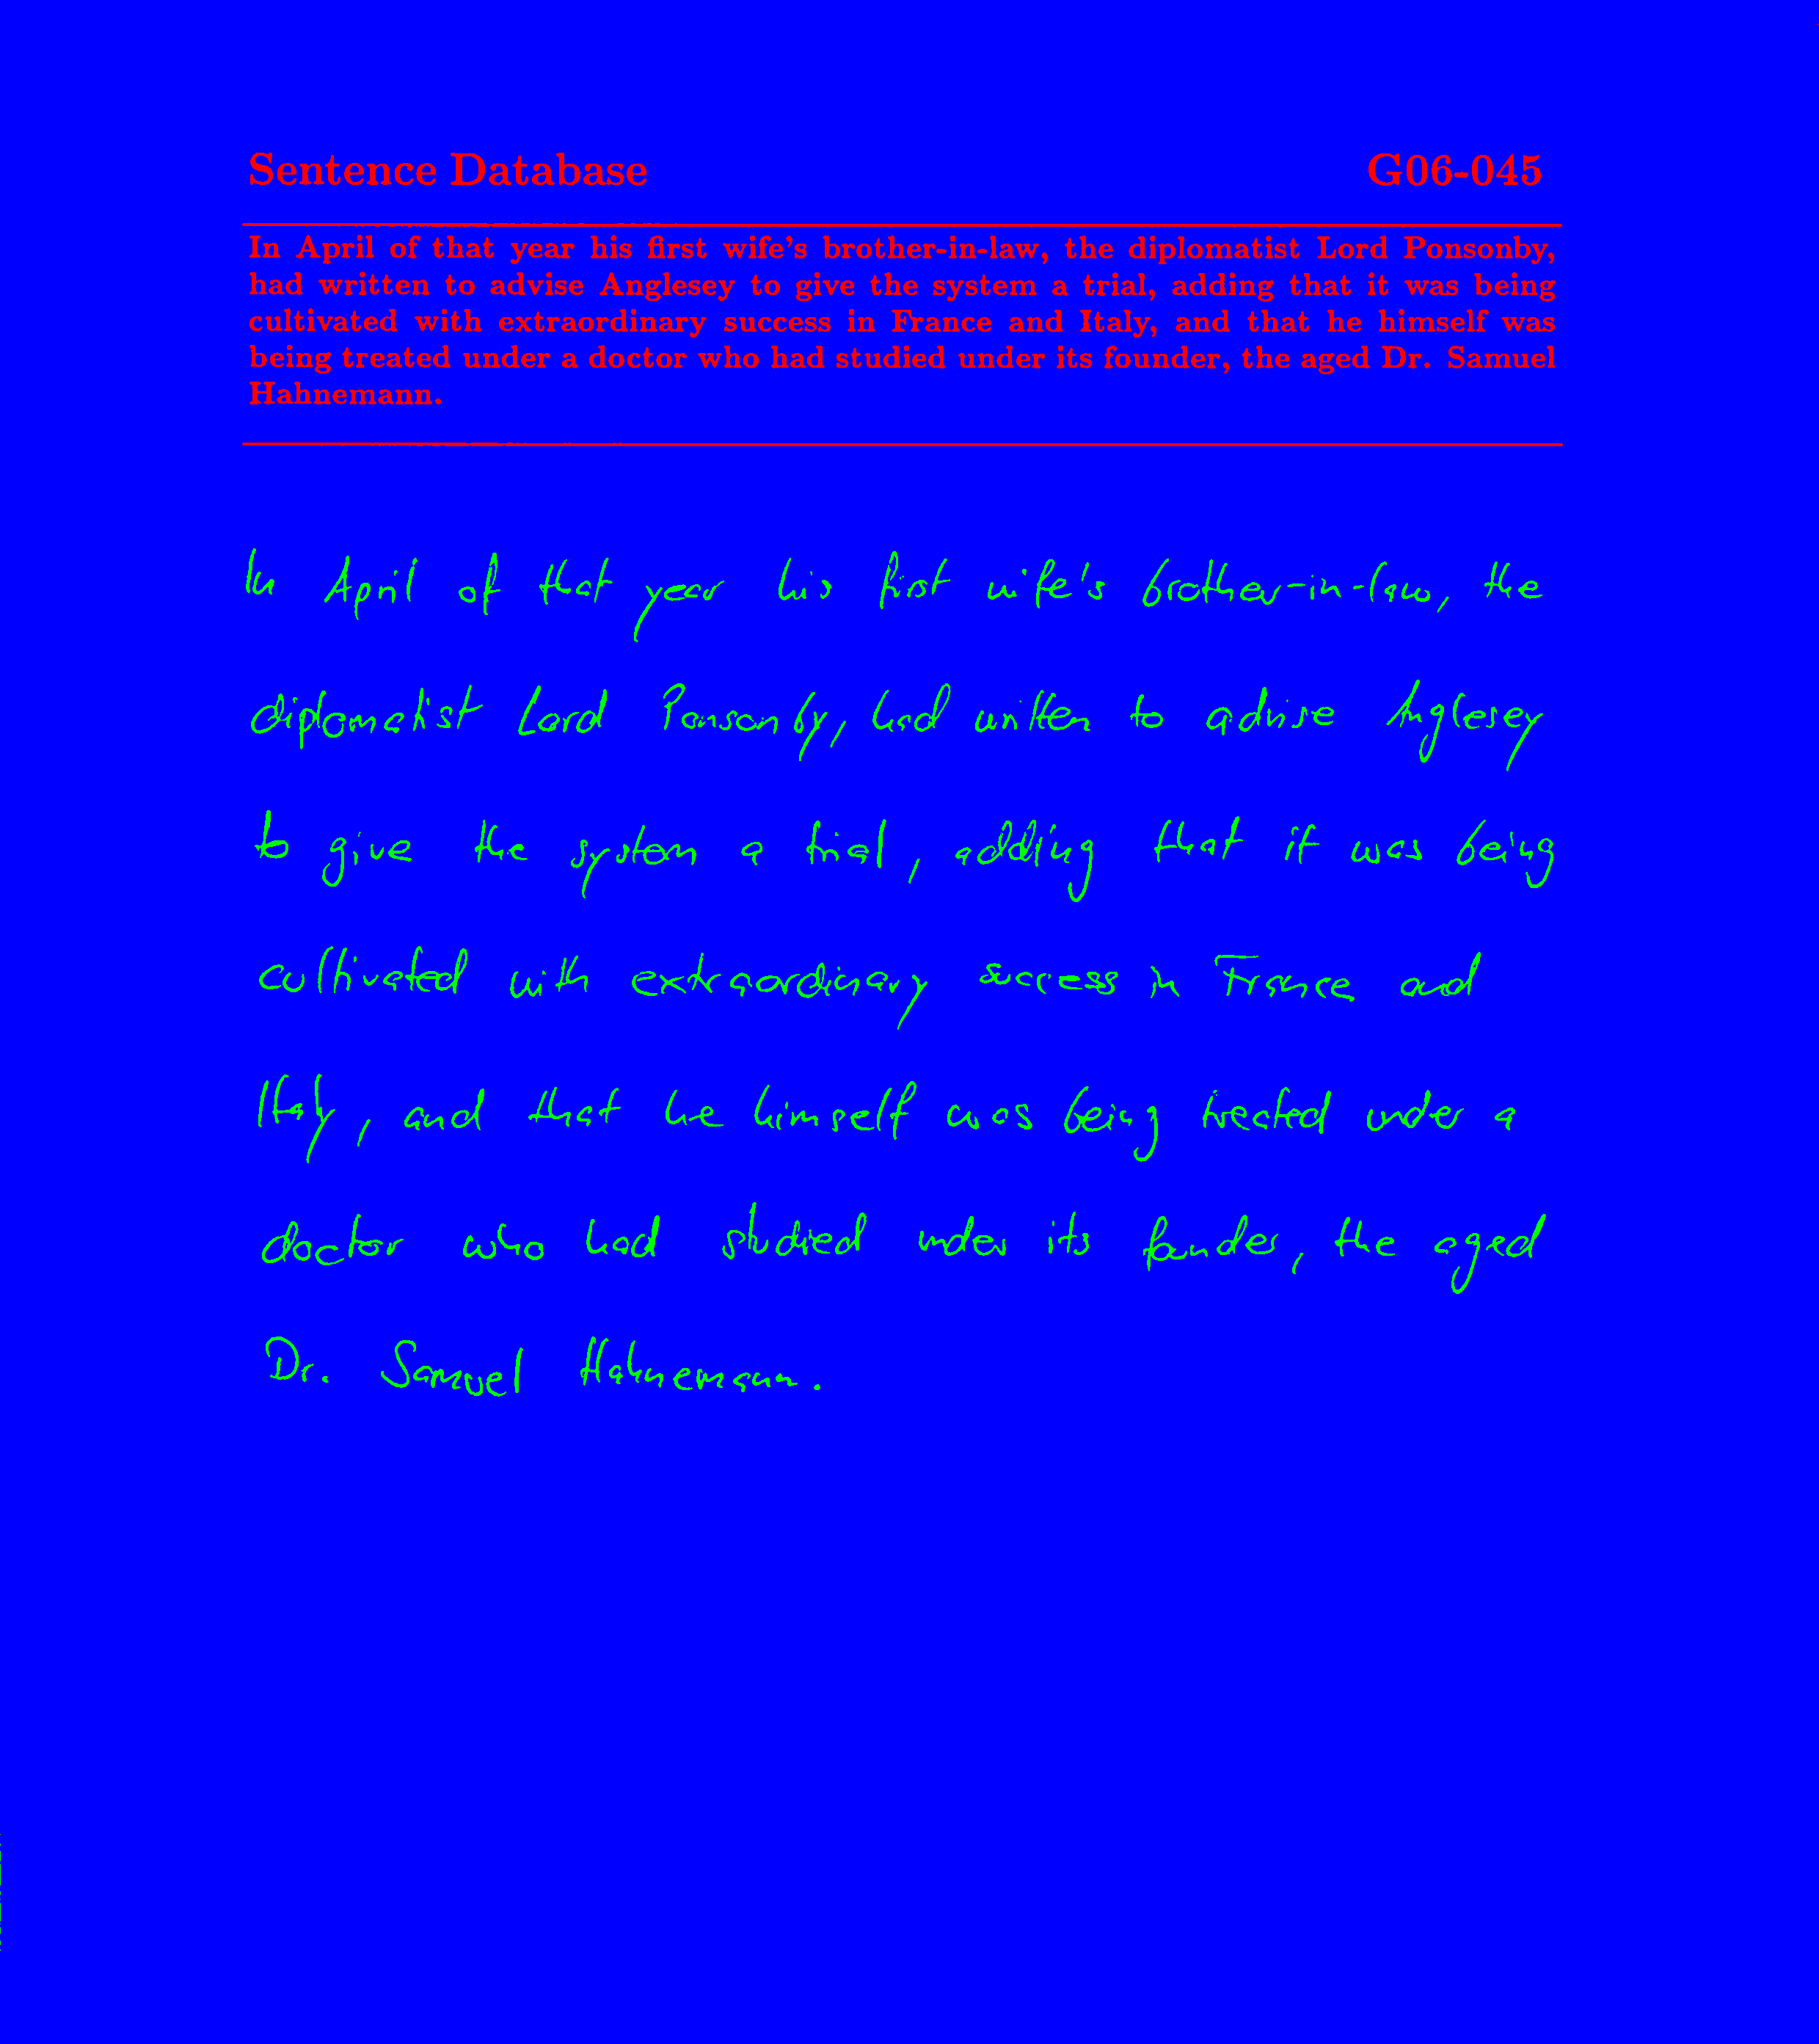 Sentence Database G06-045
In April of that year his first wife's brother-in-law, the diplomatist Lord Ponsonby,
had written to advise Anglesey to give the system a trial, adding that it was being
cultivated with extraordinary success in France and Italy, and that he himself was
being treated under a doctor who had studied under its founder, the aged Dr. Samuel
Hahnemann.
In April of that year his first wife's brother-in-law, the
diplomatist Lord Ponsonby, had written to advise Anglesey
to give the system a trial, adding that it was being
cultivated with extraordinary success in France and
Italy, and that he himself was being treated under a
doctor who had studied under its founder, the aged
Dr. Samuel Hahnemann.